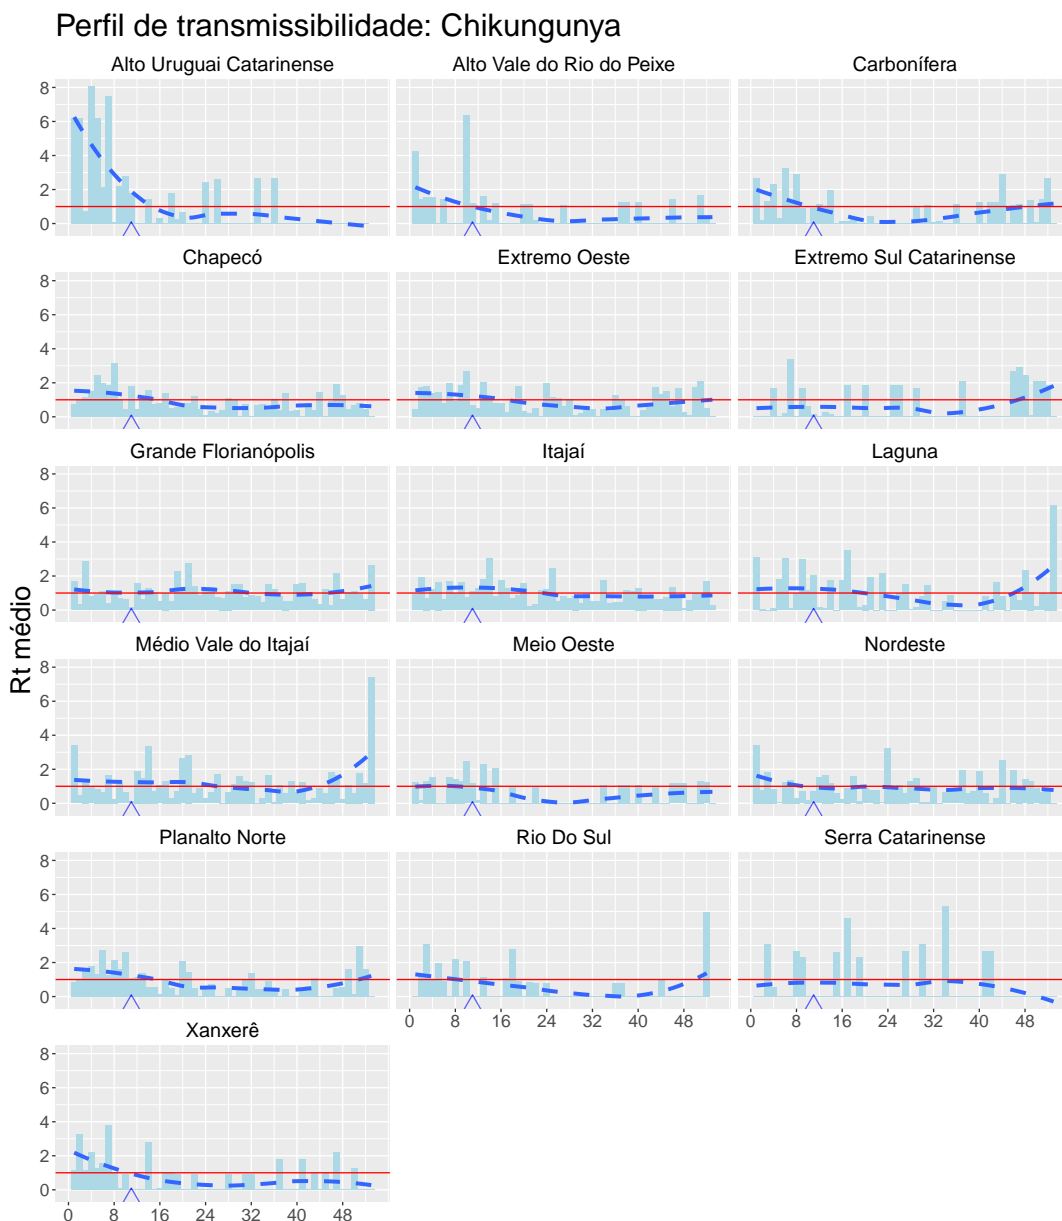 Perfil de transmissibilidade: Chikungunya
Alto Uruguai Catarinense
Alto Vale do Rio do Peixe
Carbonífera
8
6
4
2
0
Chapecó
Extremo Oeste
Extremo Sul Catarinense
8
6
4
2
0
Grande Florianópolis
Itajaí
Laguna
8
6
4
2
0
Rt médio
Médio Vale do Itajaí
Meio Oeste
Nordeste
8
6
4
2
0
Planalto Norte
Rio Do Sul
Serra Catarinense
8
6
4
2
0
0 8 16 24 32 40 48
0 8 16 24 32 40 48
Xanxerê
8
6
4
2
0
0 8 16 24 32 40 48